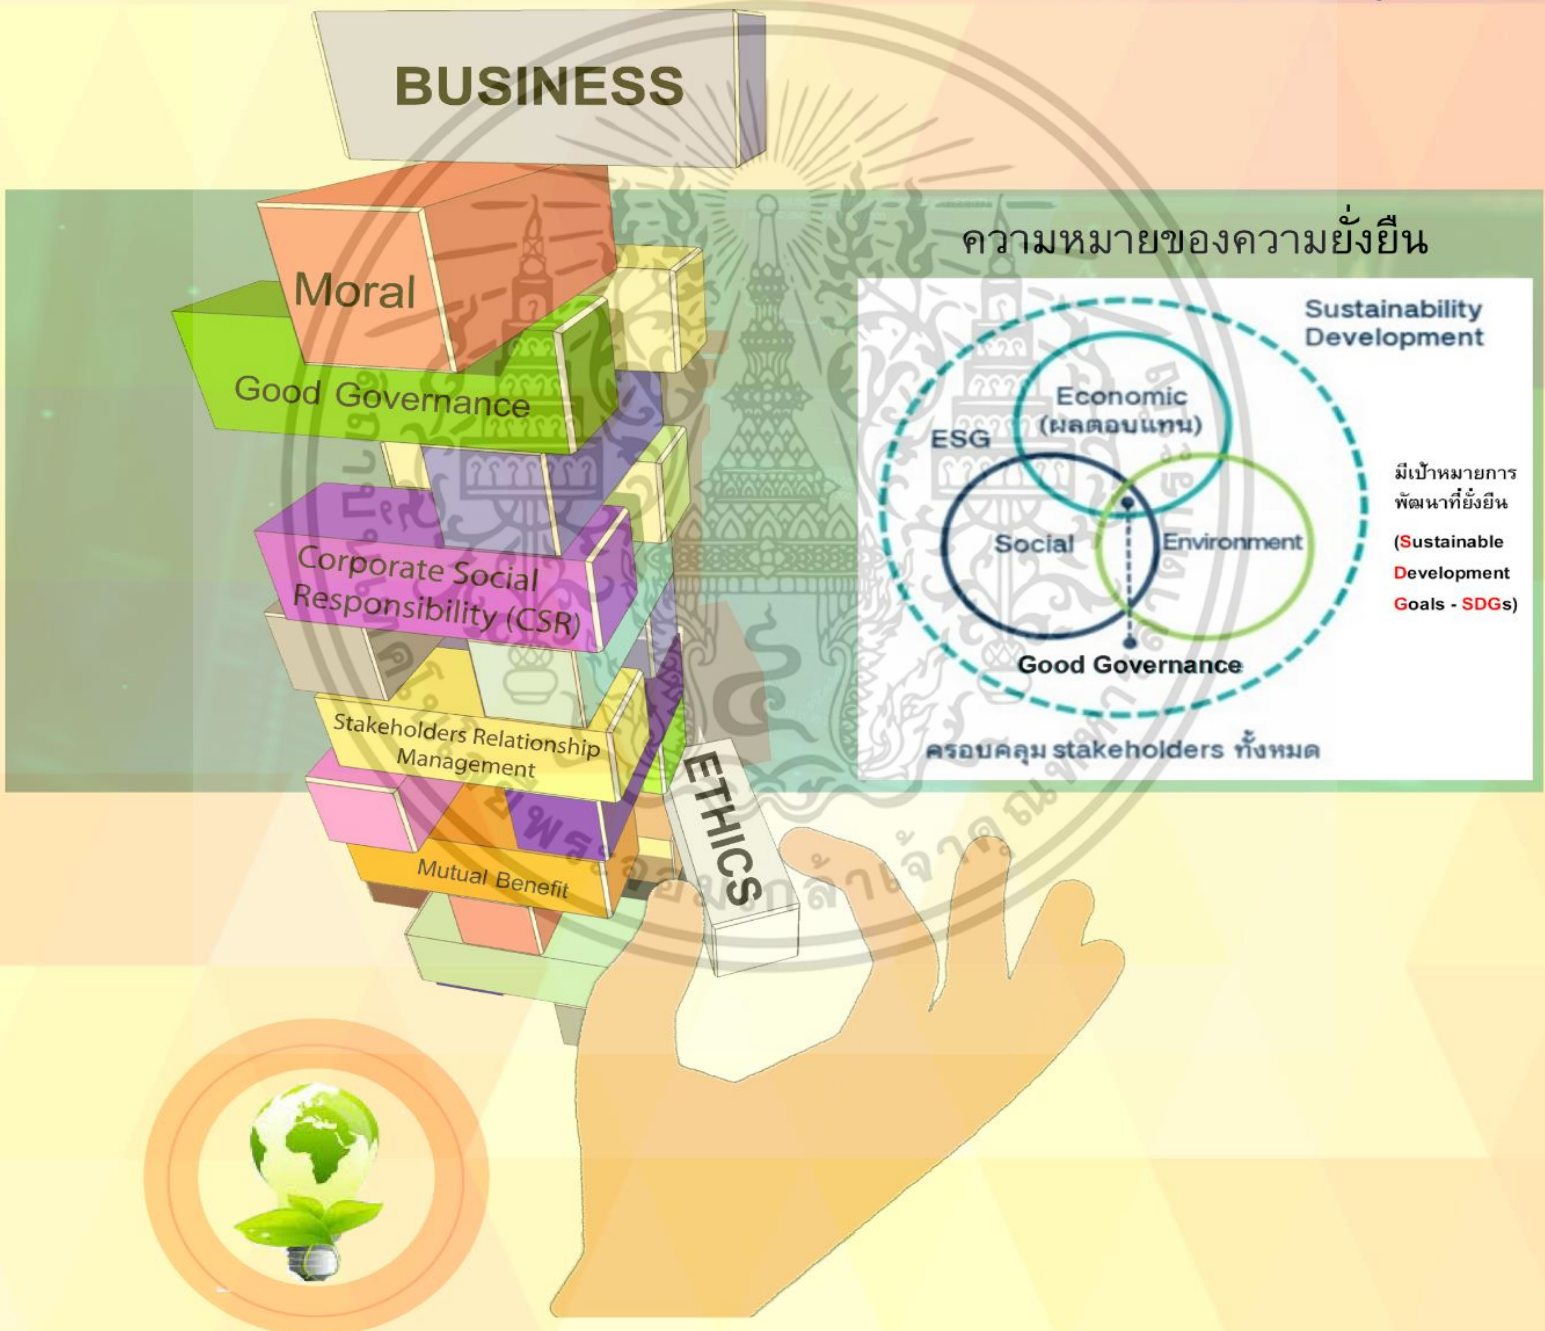 BUSINESS
Moral
Good Governance
Corporate Social
Responsibility (CSR)
Stakeholders Relationship
Management
Mutual Benefit
ETHICS
ความหมายของความยั่งยืน
Sustainability
Development
Economic
(ผลตอบแทน)
ESG
Social
Environment
Good Governance
ครอบคลุม stakeholders ทั้งหมด
มีเป้าหมายการ
พัฒนาที่ยั่งยืน
(Sustainable
Development
Goals - SDGs)